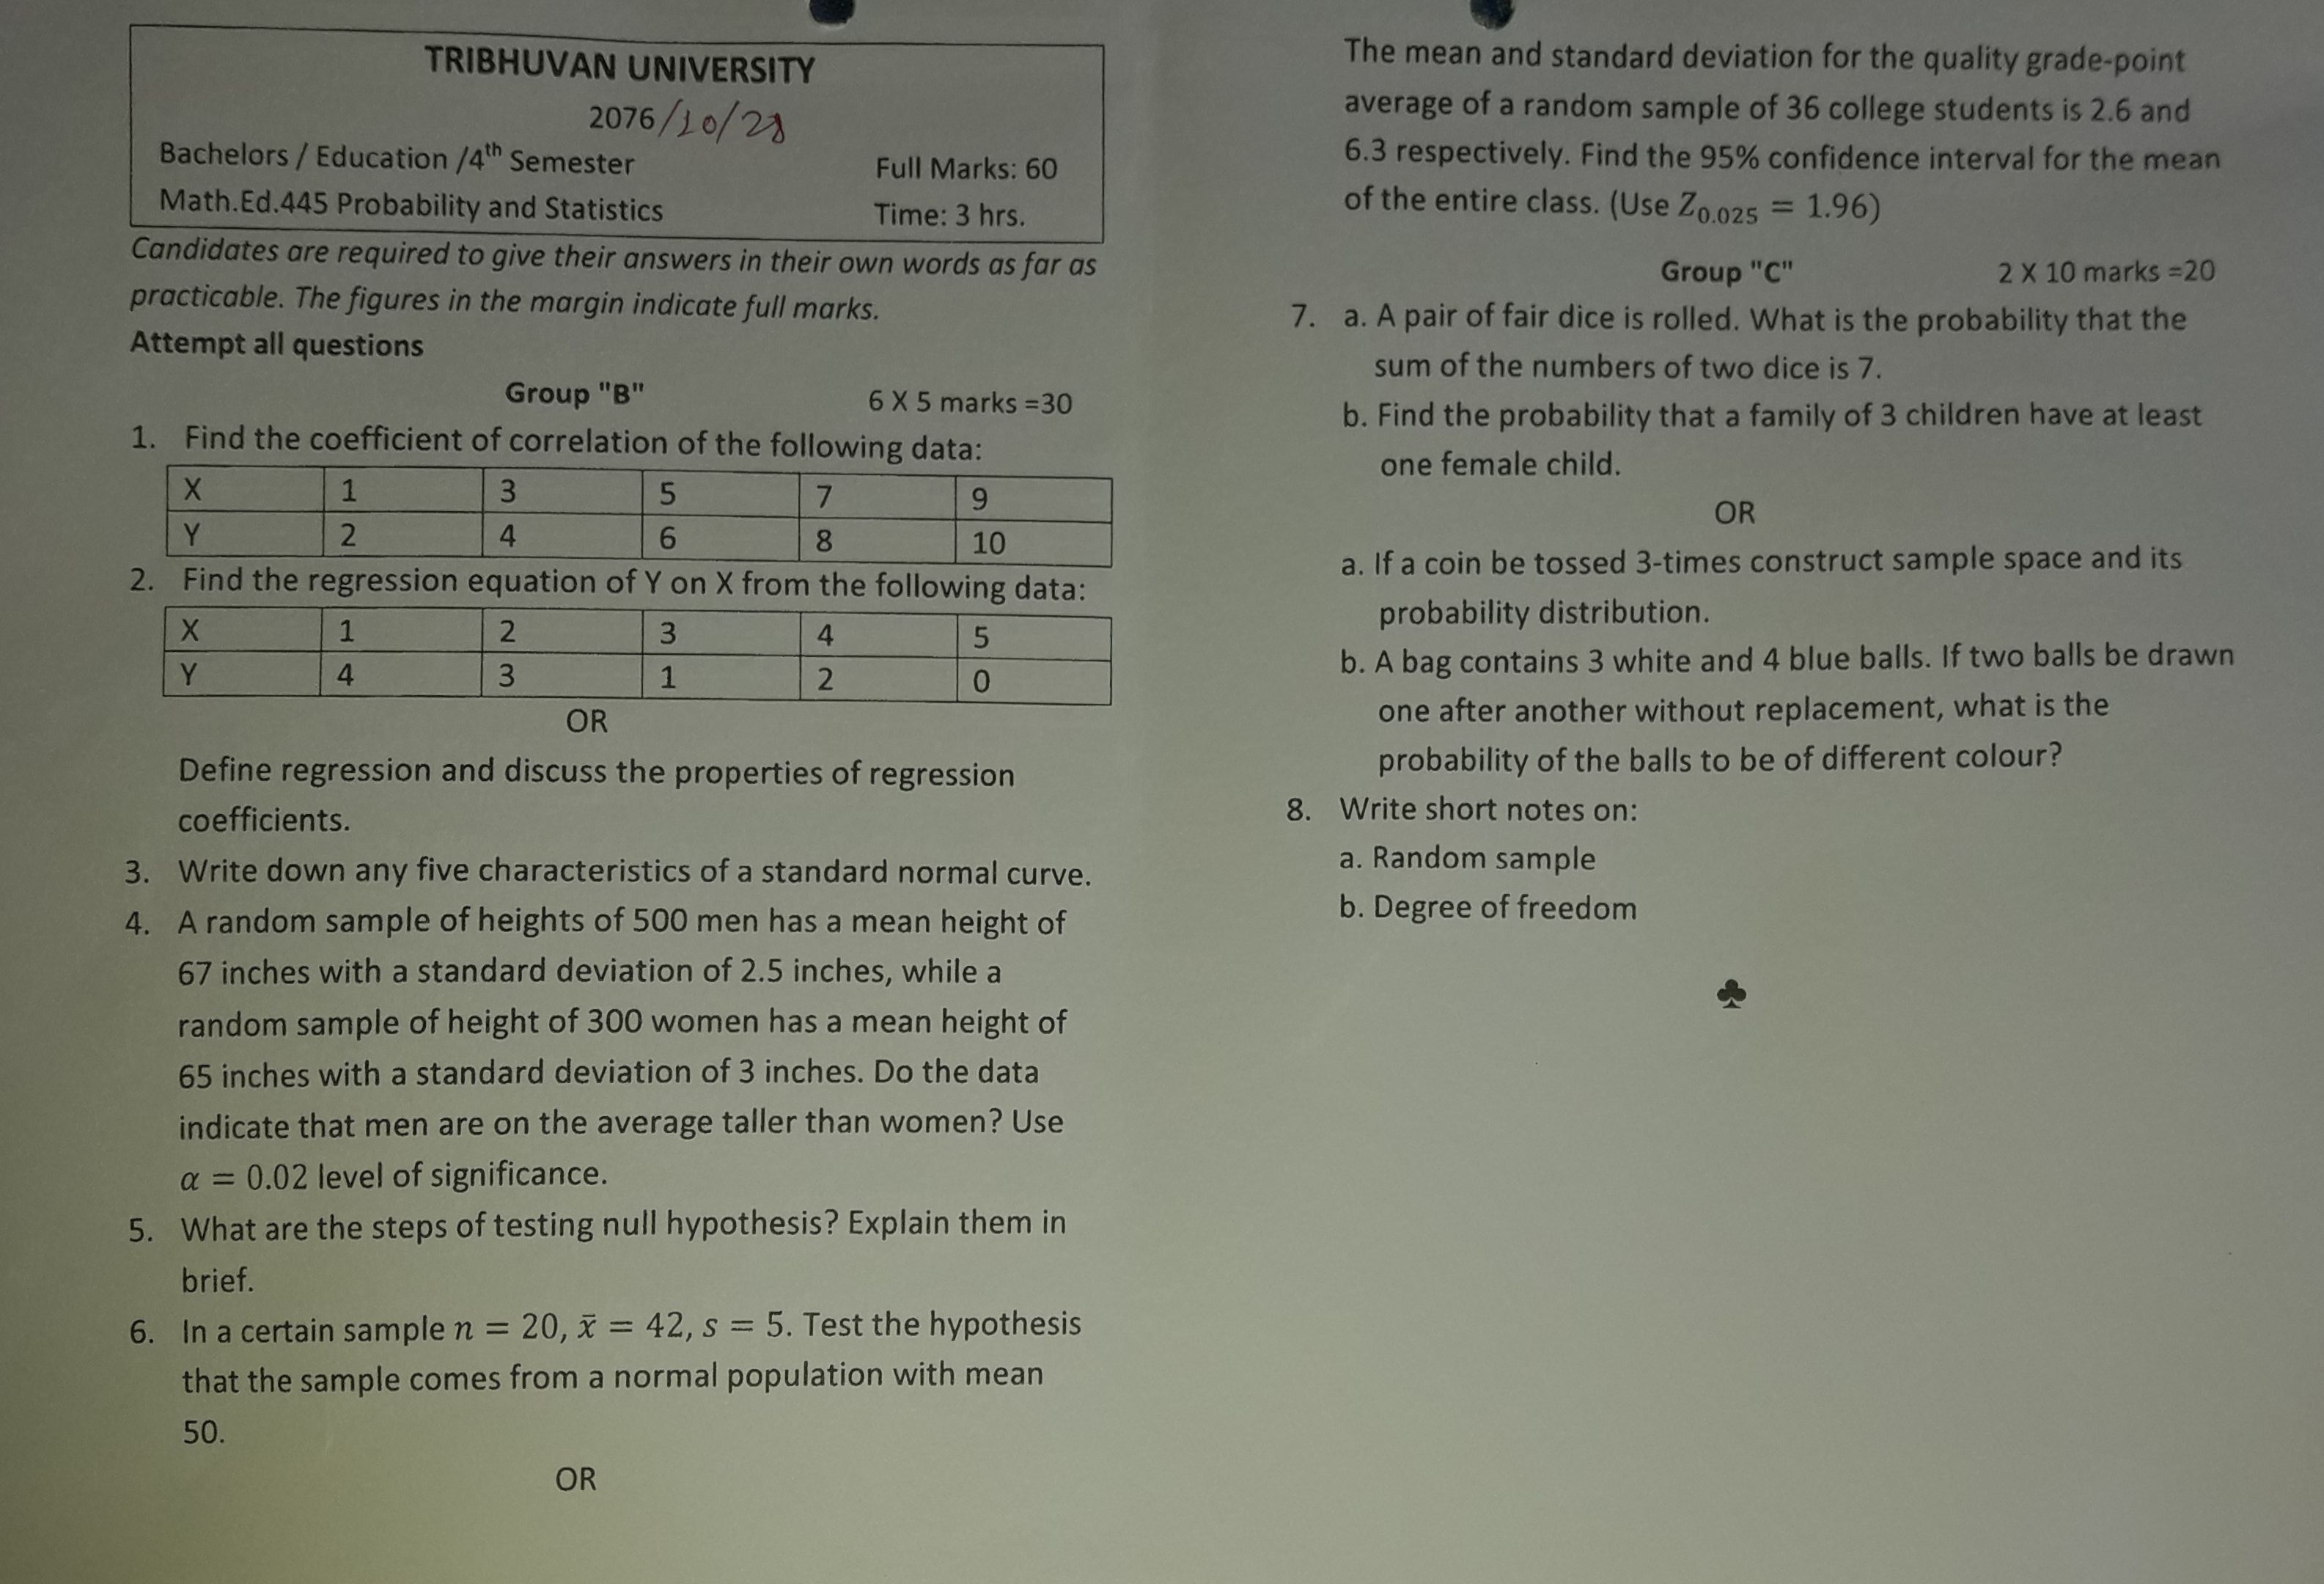 TRIBHUVAN UNIVERSITY
2076/10/28
Bachelors / Education /4th Semester Full Marks: 60
Math.Ed.445 Probability and Statistics Time: 3 hrs.
Candidates are required to give their answers in their own words as far as
practicable. The figures in the margin indicate full marks.
Attempt all questions
Group "B" 6 X 5 marks =30
1. Find the coefficient of correlation of the following data:
X 1 3 5 7 9
Y 2 4 6 8 10
2. Find the regression equation of Y on X from the following data:
X 1 2 3 4 5
Y 4 3 1 2 0
OR
Define regression and discuss the properties of regression
coefficients.
3. Write down any five characteristics of a standard normal curve.
4. A random sample of heights of 500 men has a mean height of
67 inches with a standard deviation of 2.5 inches, while a
random sample of height of 300 women has a mean height of
65 inches with a standard deviation of 3 inches. Do the data
indicate that men are on the average taller than women? Use
α = 0.02 level of significance.
5. What are the steps of testing null hypothesis? Explain them in
brief.
6. In a certain sample n = 20, x̄ = 42, s = 5. Test the hypothesis
that the sample comes from a normal population with mean
50.
OR
The mean and standard deviation for the quality grade-point
average of a random sample of 36 college students is 2.6 and
6.3 respectively. Find the 95% confidence interval for the mean
of the entire class. (Use Z0.025 = 1.96)
Group "C" 2 X 10 marks =20
7. a. A pair of fair dice is rolled. What is the probability that the
sum of the numbers of two dice is 7.
b. Find the probability that a family of 3 children have at least
one female child.
OR
a. If a coin be tossed 3-times construct sample space and its
probability distribution.
b. A bag contains 3 white and 4 blue balls. If two balls be drawn
one after another without replacement, what is the
probability of the balls to be of different colour?
8. Write short notes on:
a. Random sample
b. Degree of freedom
♣